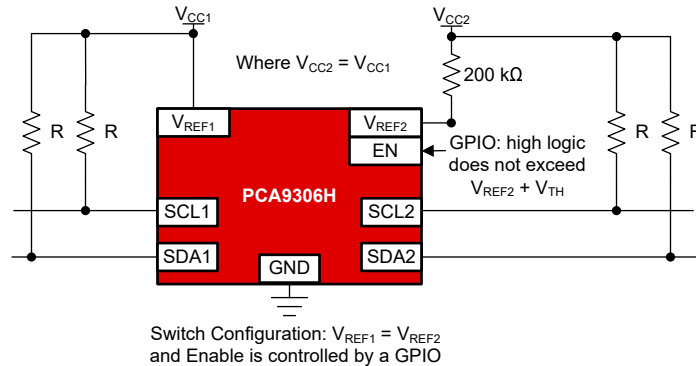 VCC1
VCC2
Where VCC2 = VCC1
200 kΩ
R
R
R
R
VREF1
VREF2
EN
GPIO: high logic
does not exceed
VREF2 + VTH
PCA9306H
SCL1
SCL2
SDA1
SDA2
GND
Switch Configuration: VREF1 = VREF2
and Enable is controlled by a GPIO